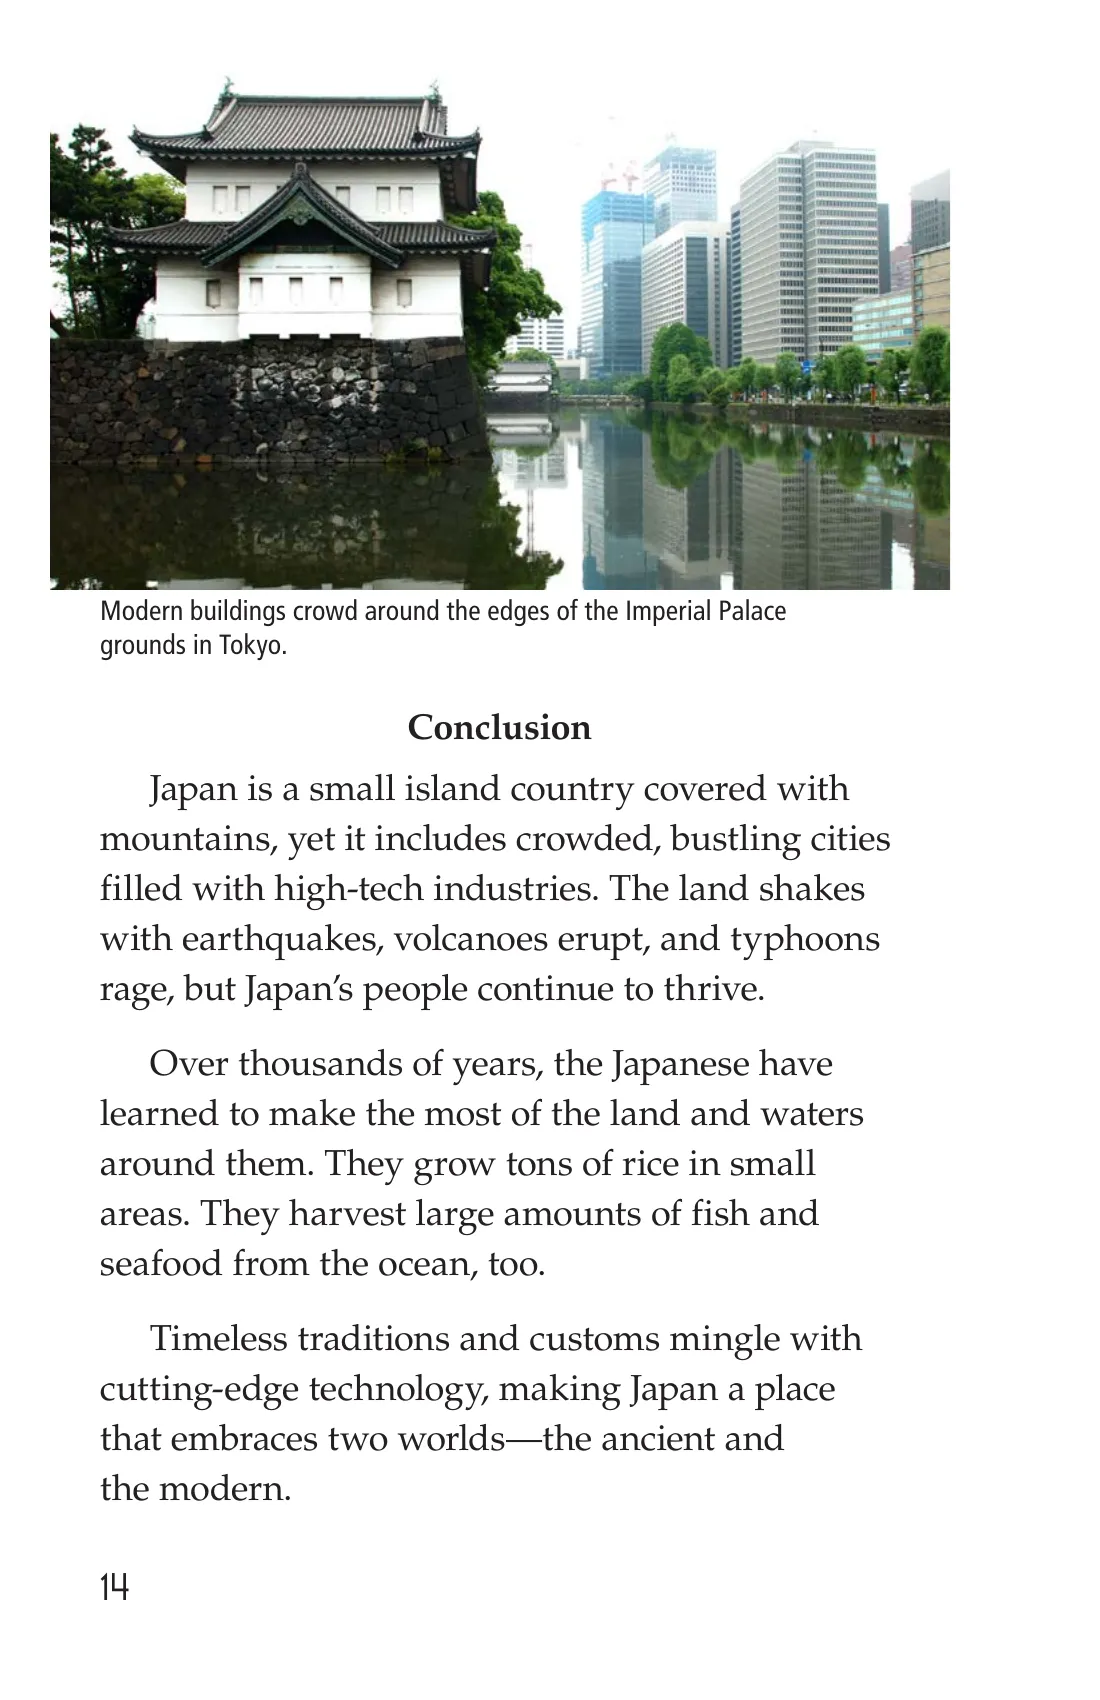 Modern buildings crowd around the edges of the Imperial Palace
grounds in Tokyo.
Conclusion
Japan is a small island country covered with
mountains, yet it includes crowded, bustling cities
filled with high-tech industries. The land shakes
with earthquakes, volcanoes erupt, and typhoons
rage, but Japan’s people continue to thrive.
Over thousands of years, the Japanese have
learned to make the most of the land and waters
around them. They grow tons of rice in small
areas. They harvest large amounts of fish and
seafood from the ocean, too.
Timeless traditions and customs mingle with
cutting-edge technology, making Japan a place
that embraces two worlds—the ancient and
the modern.
14